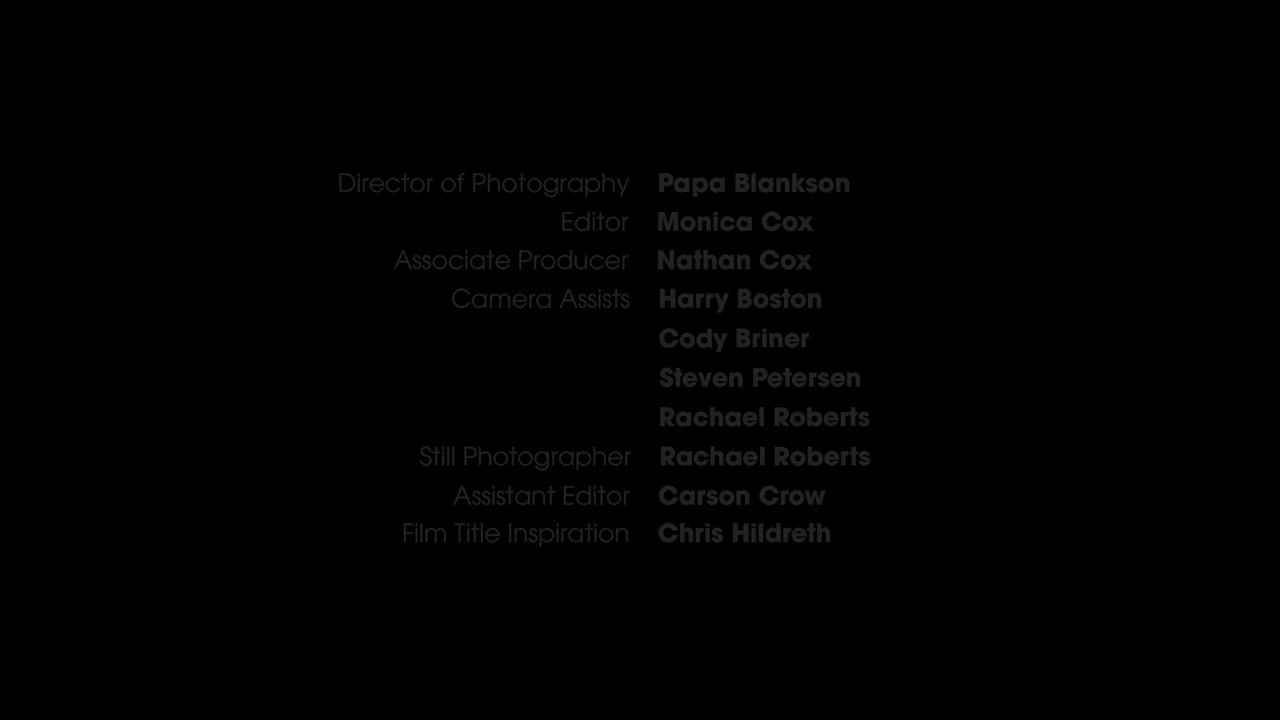 Director of Photography Papa Blankson
Editor Monica Cox
Associate Producer Nathan Cox
Camera Assists Harry Boston
Cody Briner
Steven Petersen
Rachael Roberts
Still Photographer Rachael Roberts
Assistant Editor Carson Crow
Film Title Inspiration Chris Hildreth